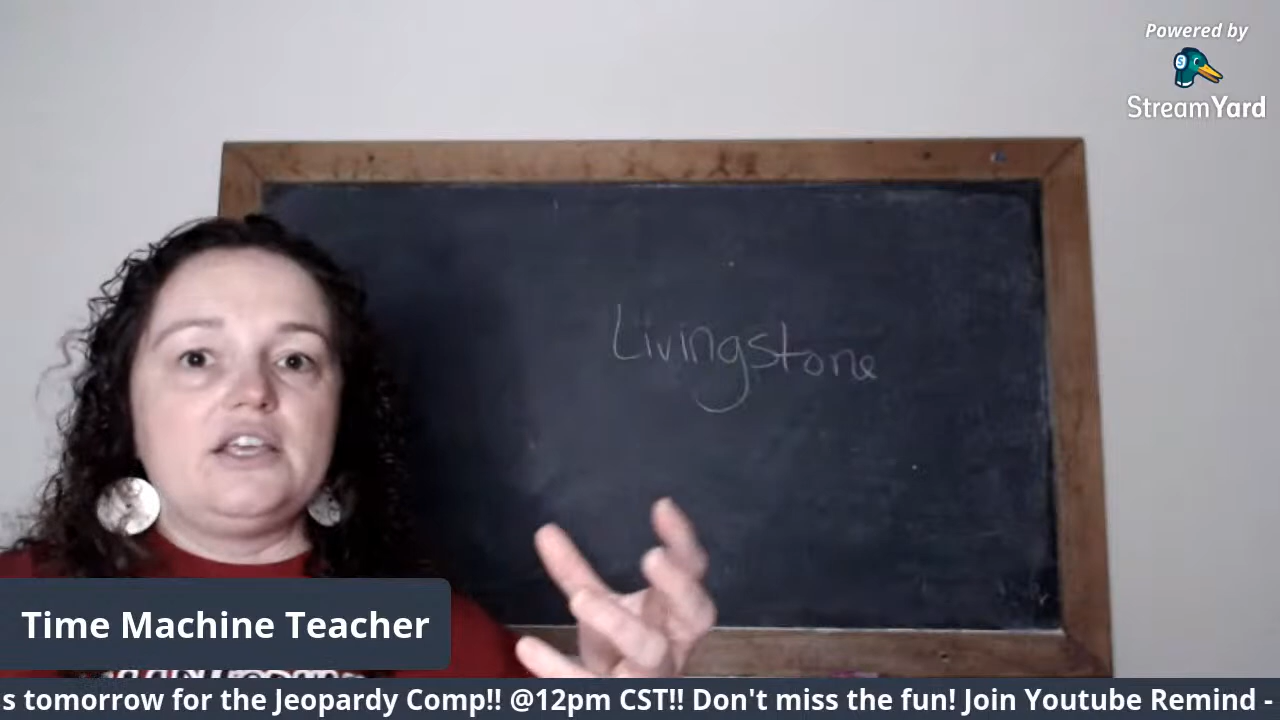 Powered by
StreamYard
Livingstone
Time Machine Teacher
s tomorrow for the Jeopardy Comp!! @12pm CST!! Don't miss the fun! Join Youtube Remind -